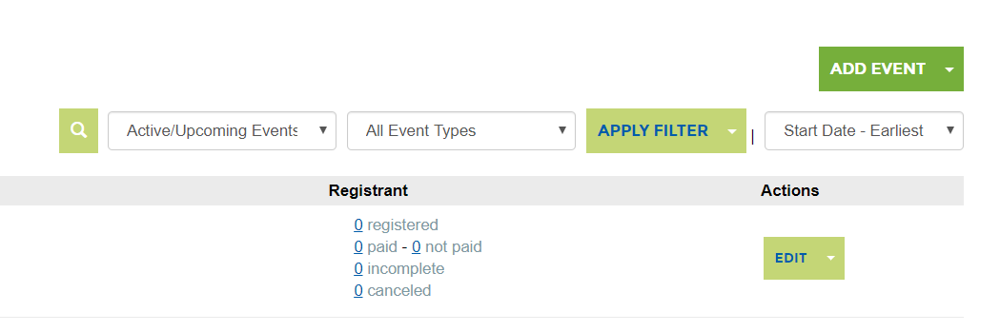 ADD EVENT
Active/Upcoming Events All Event Types APPLY FILTER | Start Date - Earliest
Registrant Actions
0 registered
0 paid - 0 not paid
EDIT
0 incomplete
0 canceled